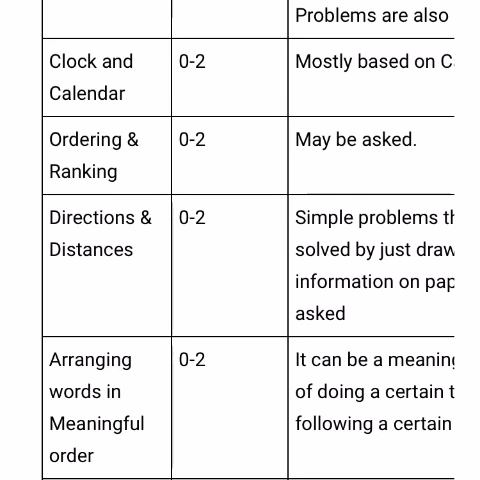 Problems are also
Clock and
Calendar
0-2
Mostly based on
Ordering &
Ranking
0-2
May be asked.
Directions &
Distances
0-2
Simple problems
solved by just
information on
asked
Arranging
words in
Meaningful
order
0-2
It can be a
of doing a certain
following a certain